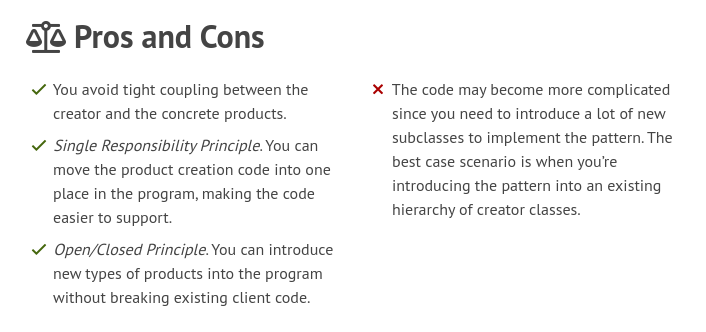 Pros and Cons
You avoid tight coupling between the
creator and the concrete products.
Single Responsibility Principle. You can
move the product creation code into one
place in the program, making the code
easier to support.
Open/Closed Principle. You can introduce
new types of products into the program
without breaking existing client code.
The code may become more complicated
since you need to introduce a lot of new
subclasses to implement the pattern. The
best case scenario is when you’re
introducing the pattern into an existing
hierarchy of creator classes.